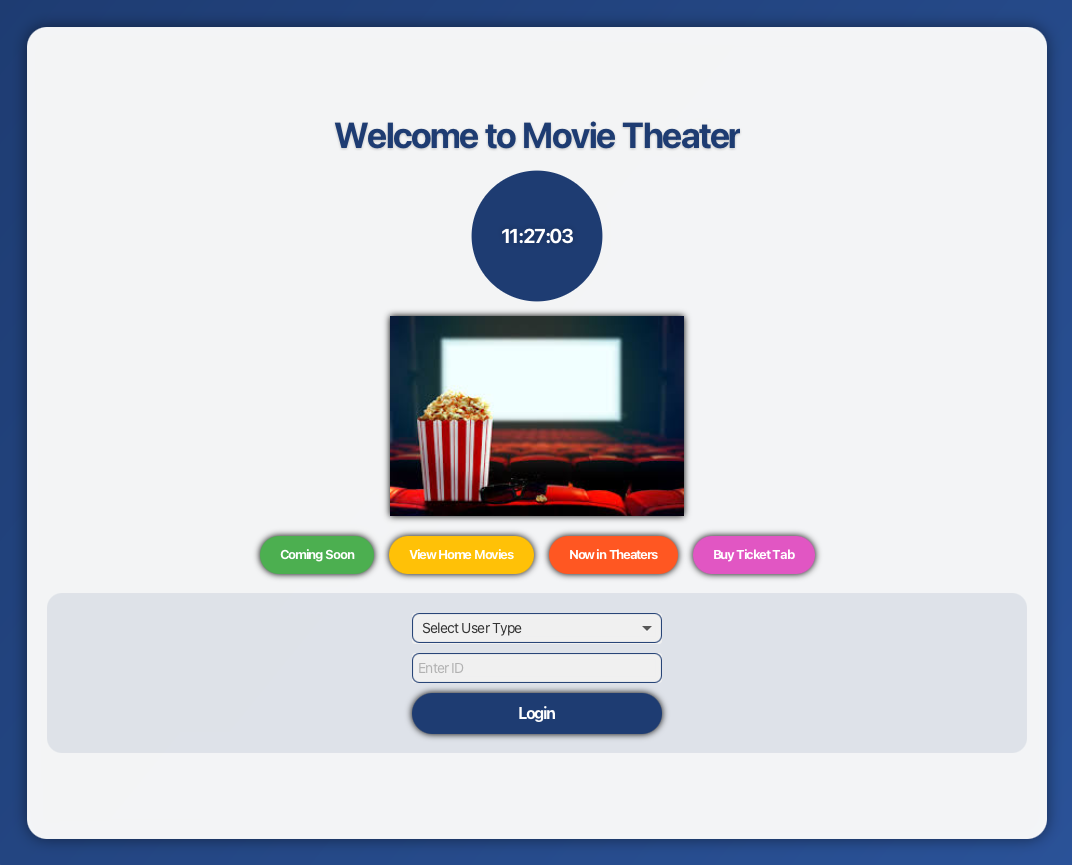 Welcome to Movie Theater
11:27:03
Coming Soon
View Home Movies
Now in Theaters
Buy Ticket Tab
Select User Type
Enter ID
Login